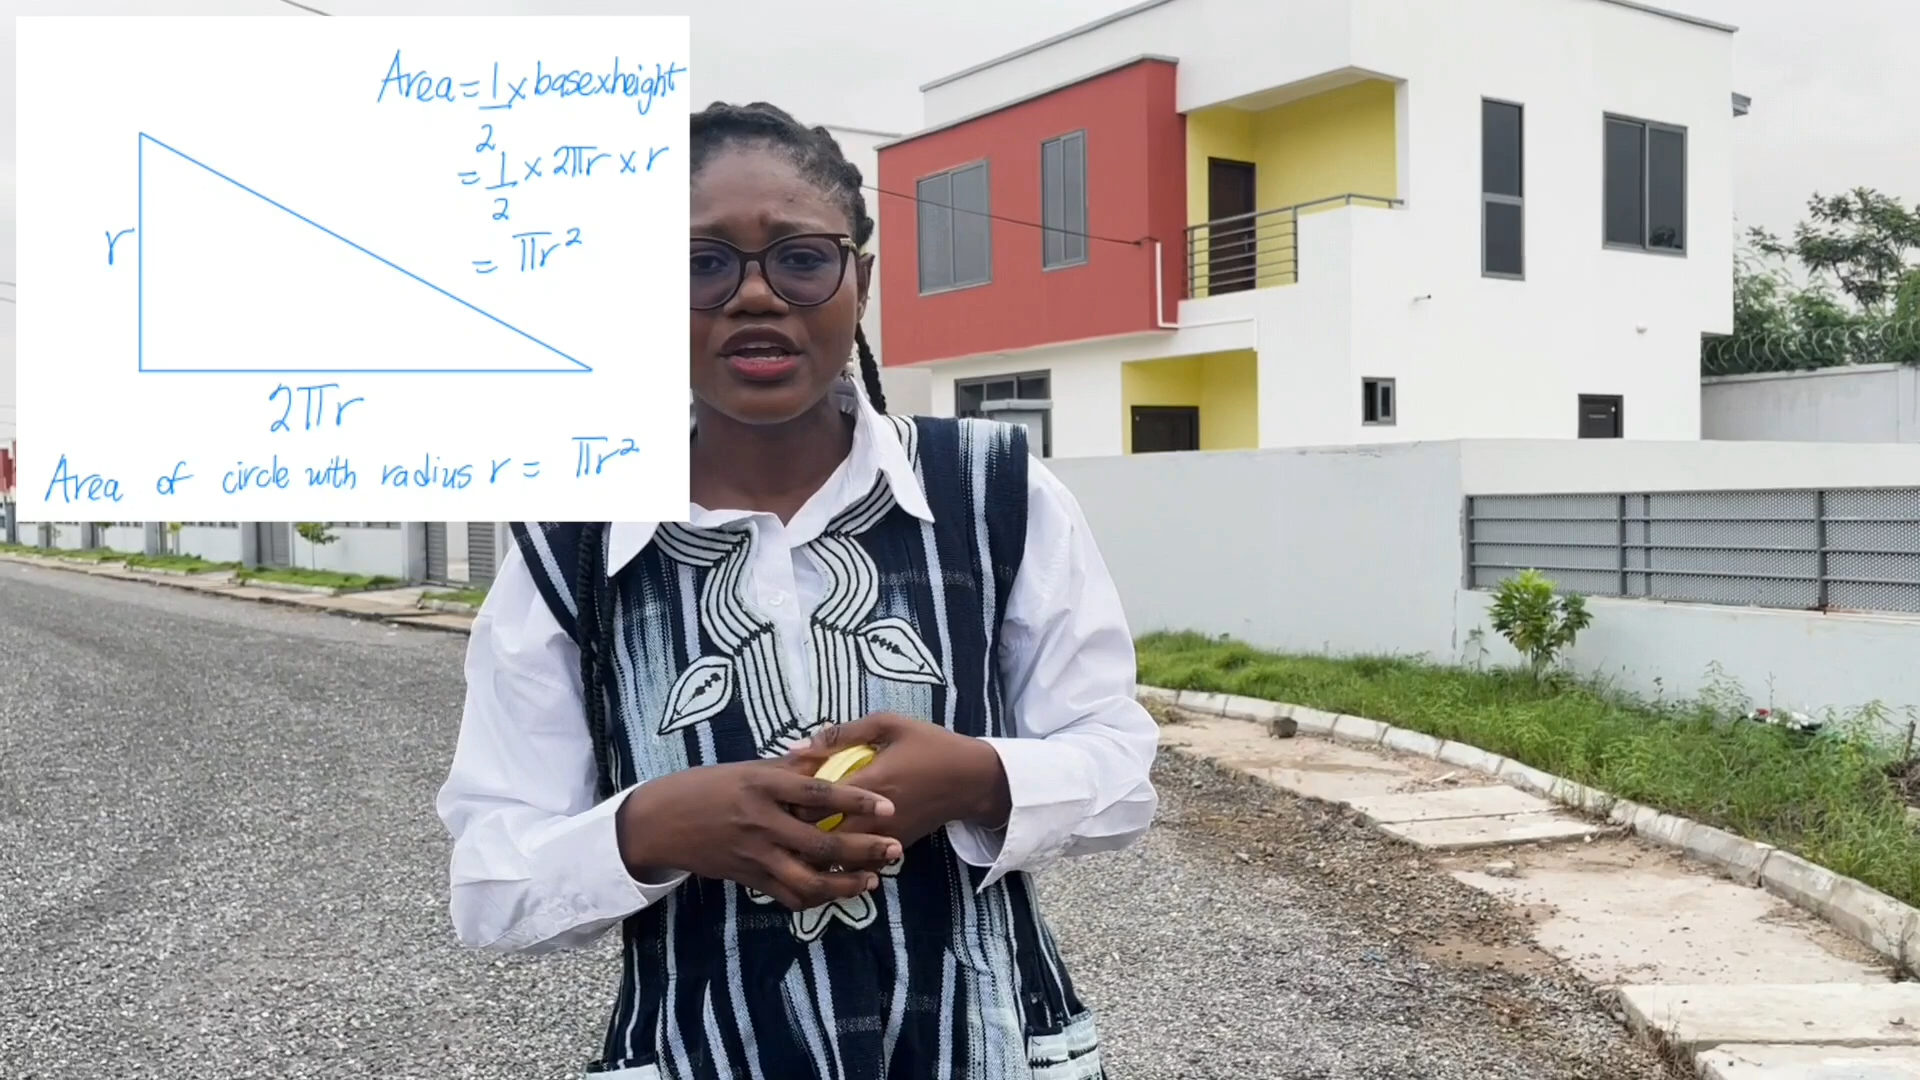 Area = 1/2 x base x height
= 1/2 x 2πr x r
= πr²
r
2πr
Area of circle with radius r = πr²